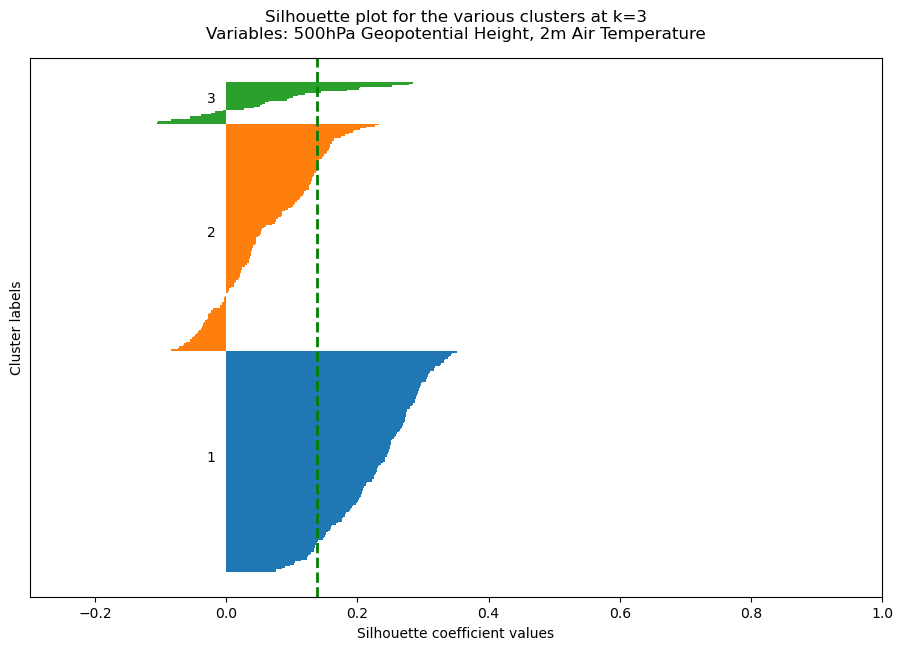 Silhouette plot for the various clusters at k=3
Variables: 500hPa Geopotential Height, 2m Air Temperature
3
2
1
Cluster labels
−0.2 0.0 0.2 0.4 0.6 0.8 1.0
Silhouette coefficient values